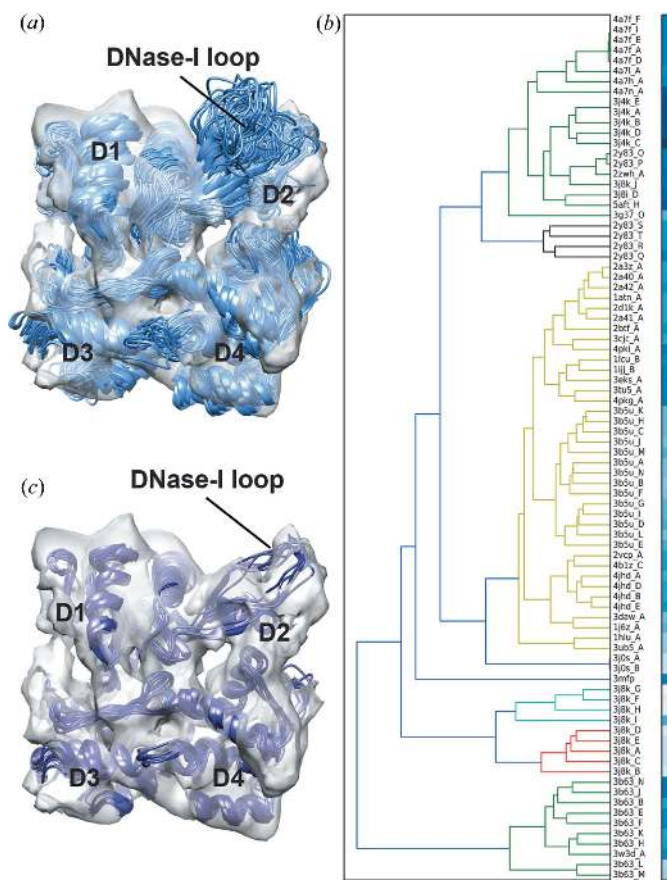 (a)
DNase-I loop
D1
D2
D3
D4
(c)
DNase-I loop
D1
D2
D3
D4
(b)
4a7f_F
4a7f_I
4a7f_E
4a7f_A
4a7f_D
4a7l_A
4a7h_A
4a7n_A
3j4k_E
3j4k_A
3j4k_B
3j4k_D
3j4k_C
2y83_O
2y83_P
2zwh_A
3j8k_J
3j8i_D
5aft_H
3g37_O
2y83_S
2y83_T
2y83_R
2y83_Q
2a3z_A
2a40_A
2a42_A
1atn_A
2d1k_A
2a41_A
2btf_A
3cjc_A
4pki_A
1lcu_B
1ijj_B
3eks_A
3tu5_A
4pkg_A
3b5u_K
3b5u_H
3b5u_C
3b5u_J
3b5u_M
3b5u_A
3b5u_N
3b5u_B
3b5u_F
3b5u_G
3b5u_I
3b5u_D
3b5u_L
3b5u_E
2vcp_A
4b1z_C
4jhd_A
4jhd_D
4jhd_B
4jhd_E
3daw_A
1j6z_A
1hlu_A
3ub5_A
3j0s_A
3j0s_B
3mfp
3j8k_G
3j8k_F
3j8k_H
3j8k_I
3j8k_D
3j8k_E
3j8k_A
3j8k_C
3j8k_B
3b63_N
3b63_J
3b63_B
3b63_E
3b63_F
3b63_K
3b63_H
3w3d_A
3b63_L
3b63_M